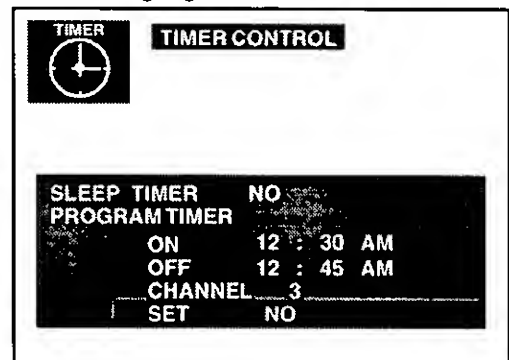 TIMER
TIMER CONTROL
SLEEP TIMER NO
PROGRAM TIMER
ON 12 : 30 AM
OFF 12 : 45 AM
CHANNEL 3
SET NO